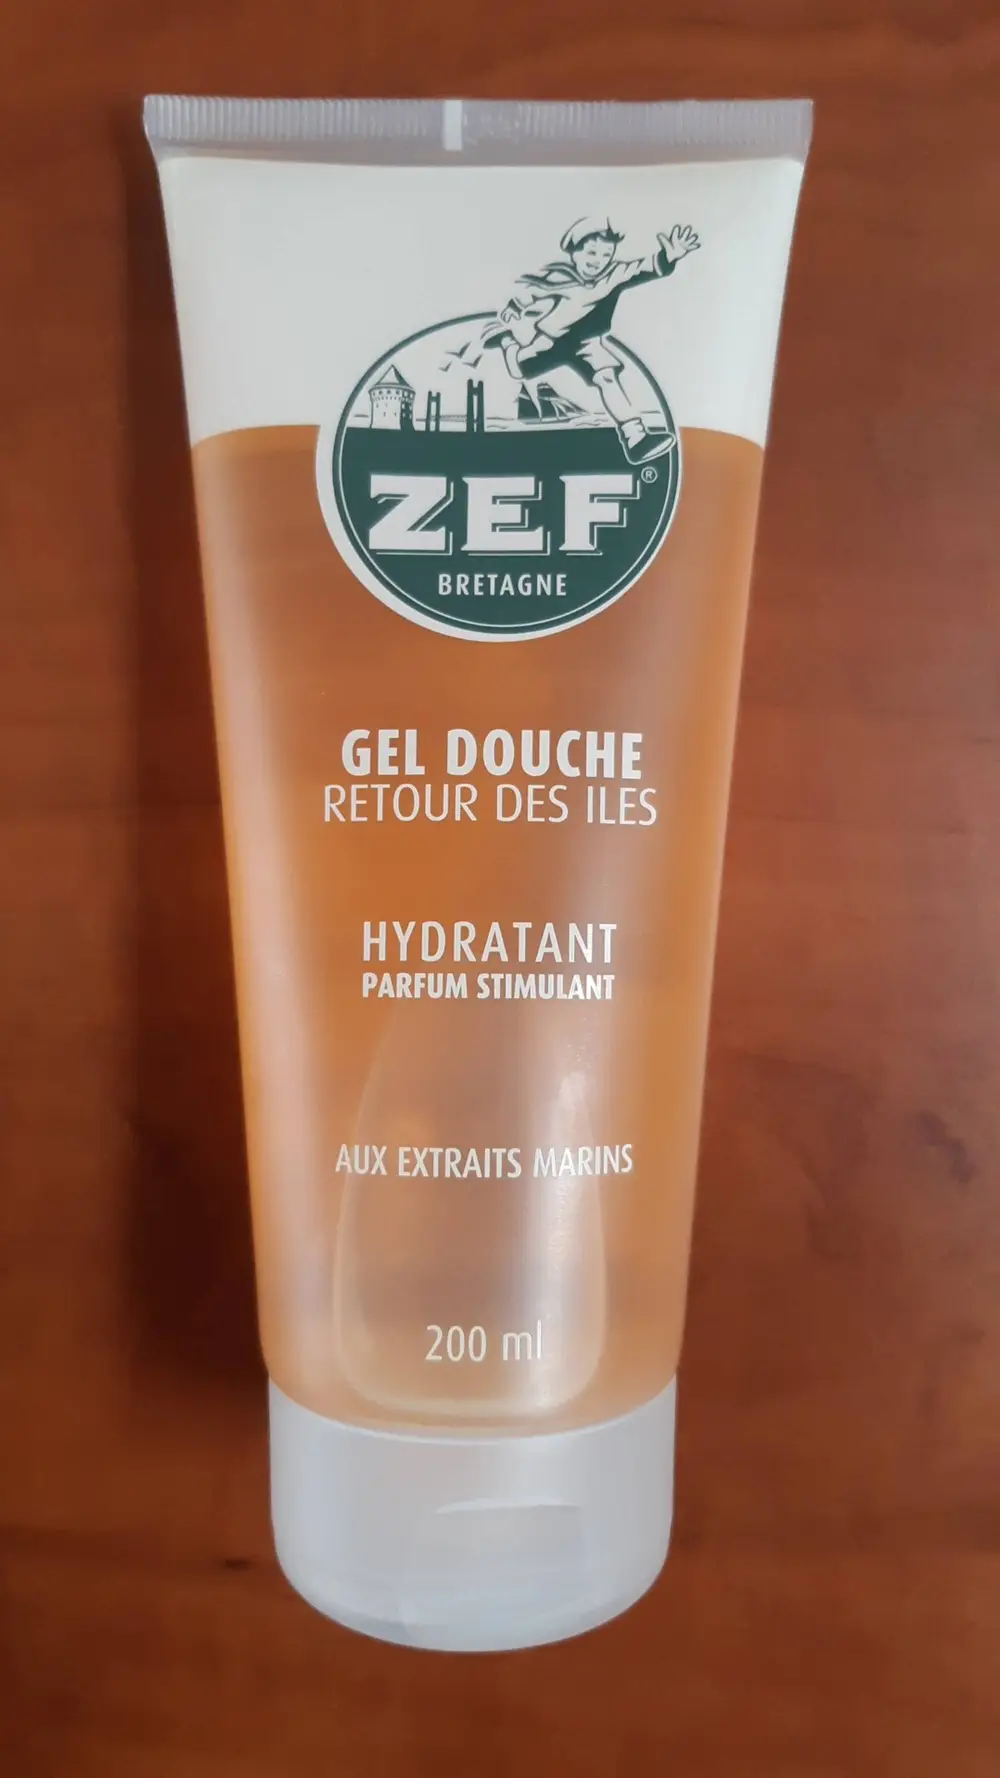 ZEF®
BRETAGNE
GEL DOUCHE
RETOUR DES ILES
HYDRATANT
PARFUM STIMULANT
AUX EXTRAITS MARINS
200 ml